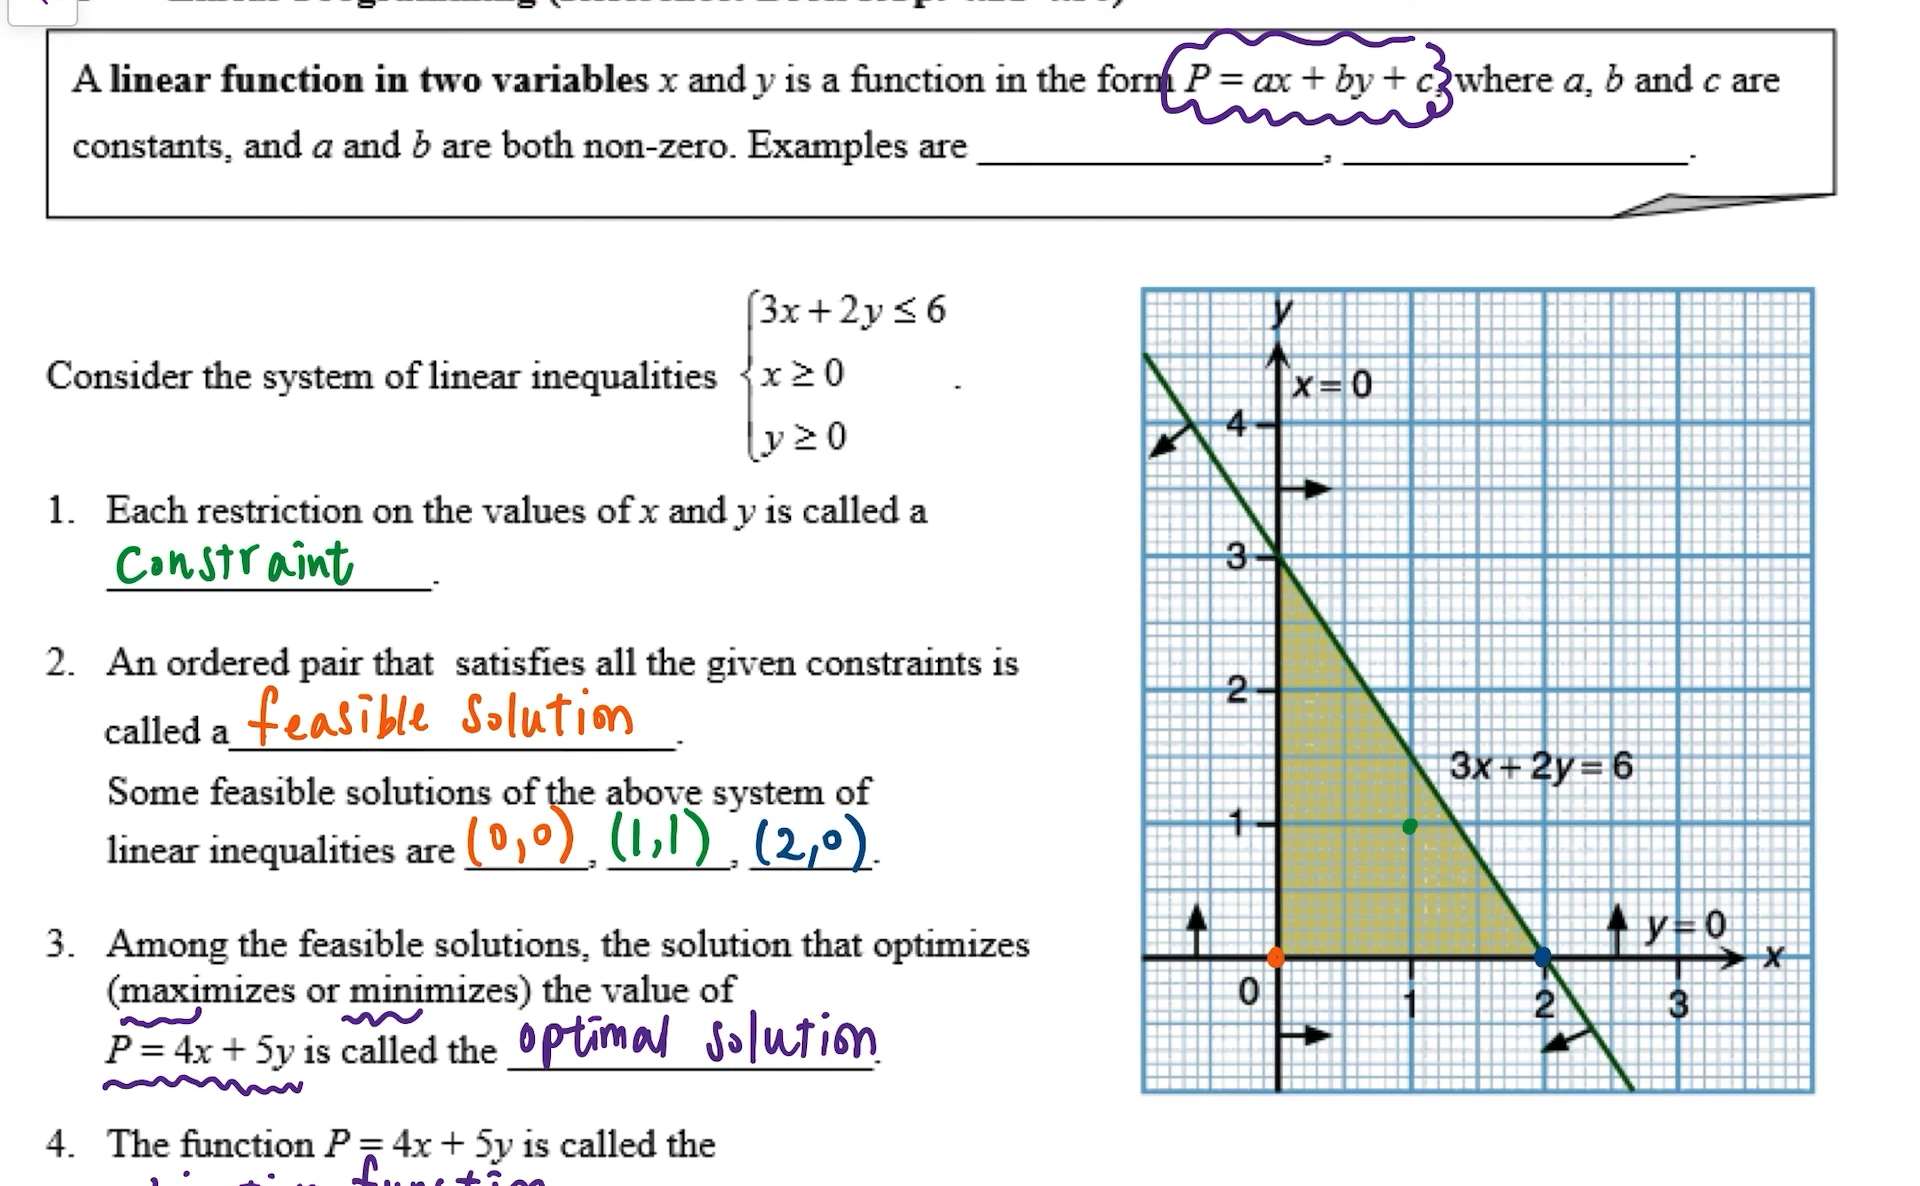 A linear function in two variables x and y is a function in the form P = ax + by + c, where a, b and c are
constants, and a and b are both non-zero. Examples are ____________, ____________.
3x + 2y ≤ 6
Consider the system of linear inequalities x ≥ 0 .
y ≥ 0
1. Each restriction on the values of x and y is called a
constraint.
2. An ordered pair that satisfies all the given constraints is
called a feasible solution.
Some feasible solutions of the above system of
linear inequalities are (0,0), (1,1), (2,0).
3. Among the feasible solutions, the solution that optimizes
(maximizes or minimizes) the value of
P = 4x + 5y is called the optimal solution.
4. The function P = 4x + 5y is called the
function
y
x = 0
4
3
2
3x + 2y = 6
1
y = 0
x
0
1
2
3